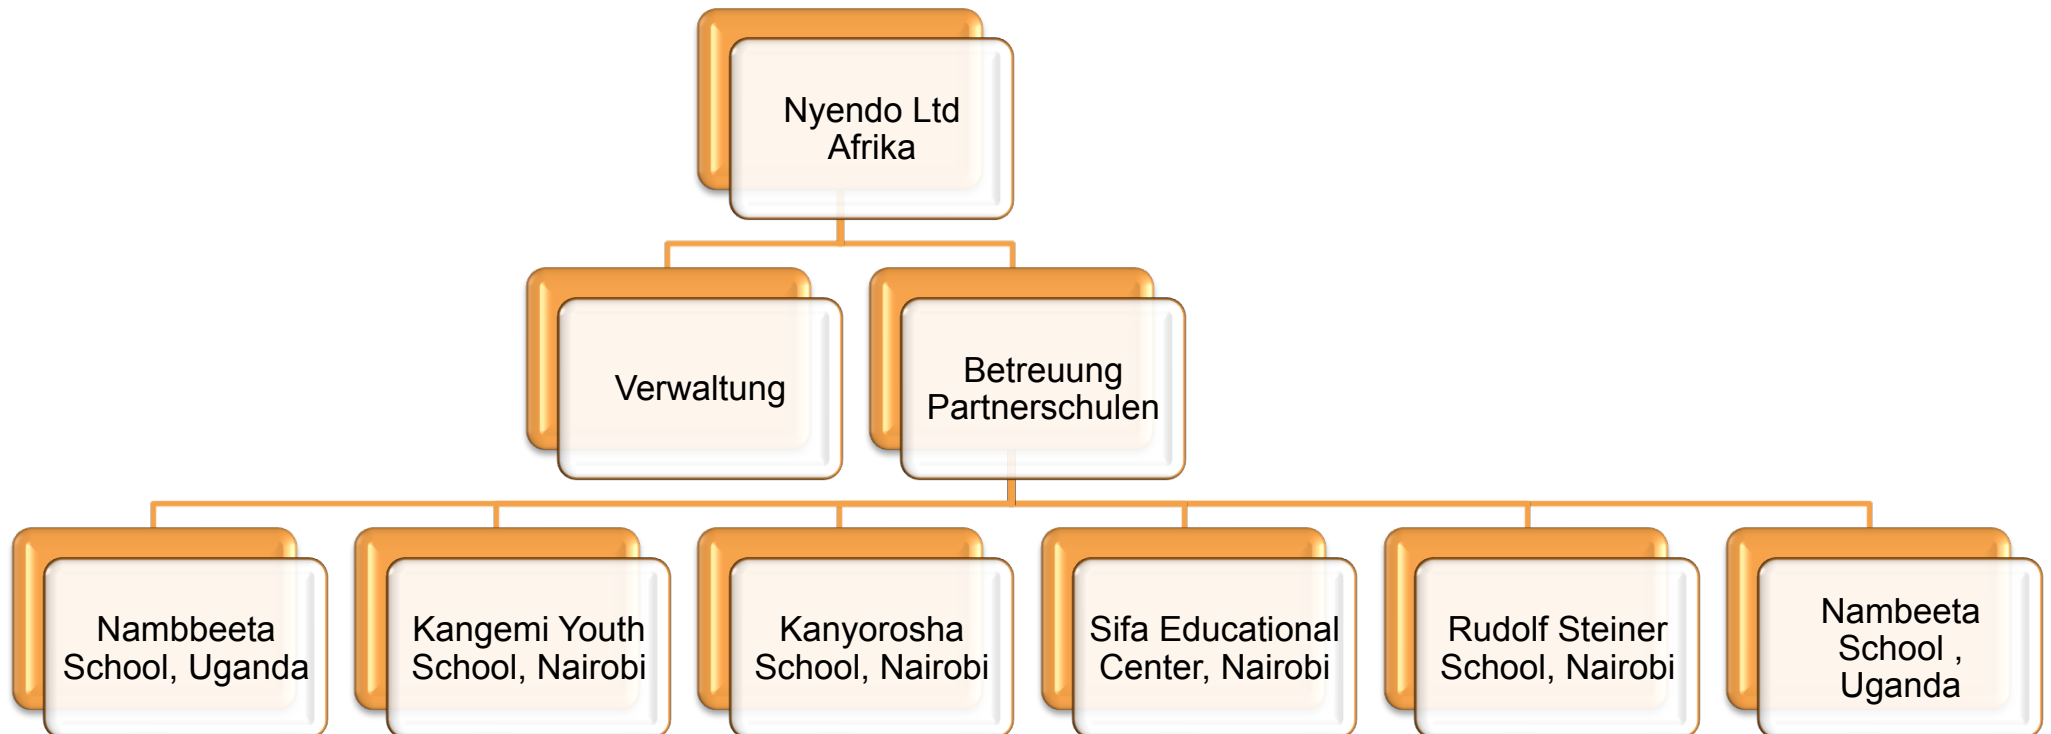 Nyendo Ltd
Afrika
Verwaltung
Betreuung
Partnerschulen
Nambbeeta
School, Uganda
Kangemi Youth
School, Nairobi
Kanyorosha
School, Nairobi
Sifa Educational
Center, Nairobi
Rudolf Steiner
School, Nairobi
Nambeeta
School ,
Uganda